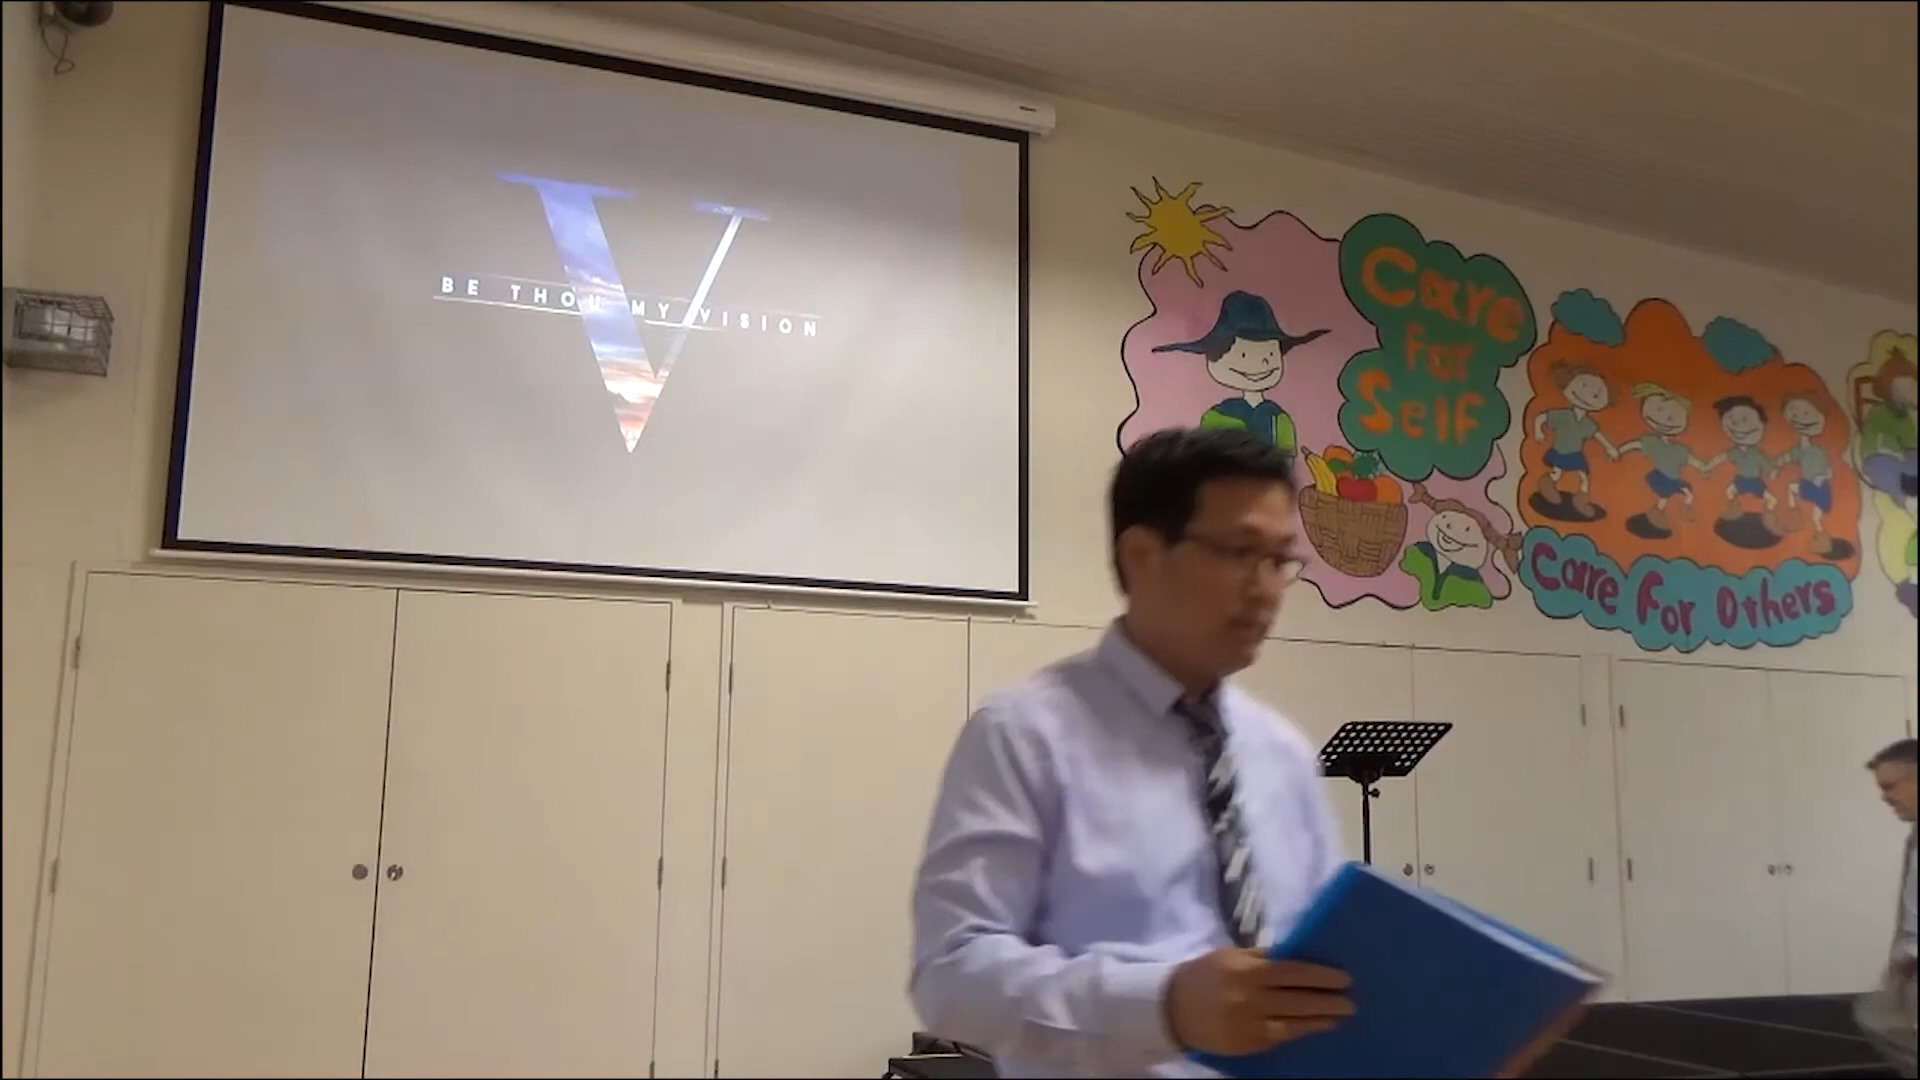 V
BE THOU MY VISION
Care
for
Self
Care For Others